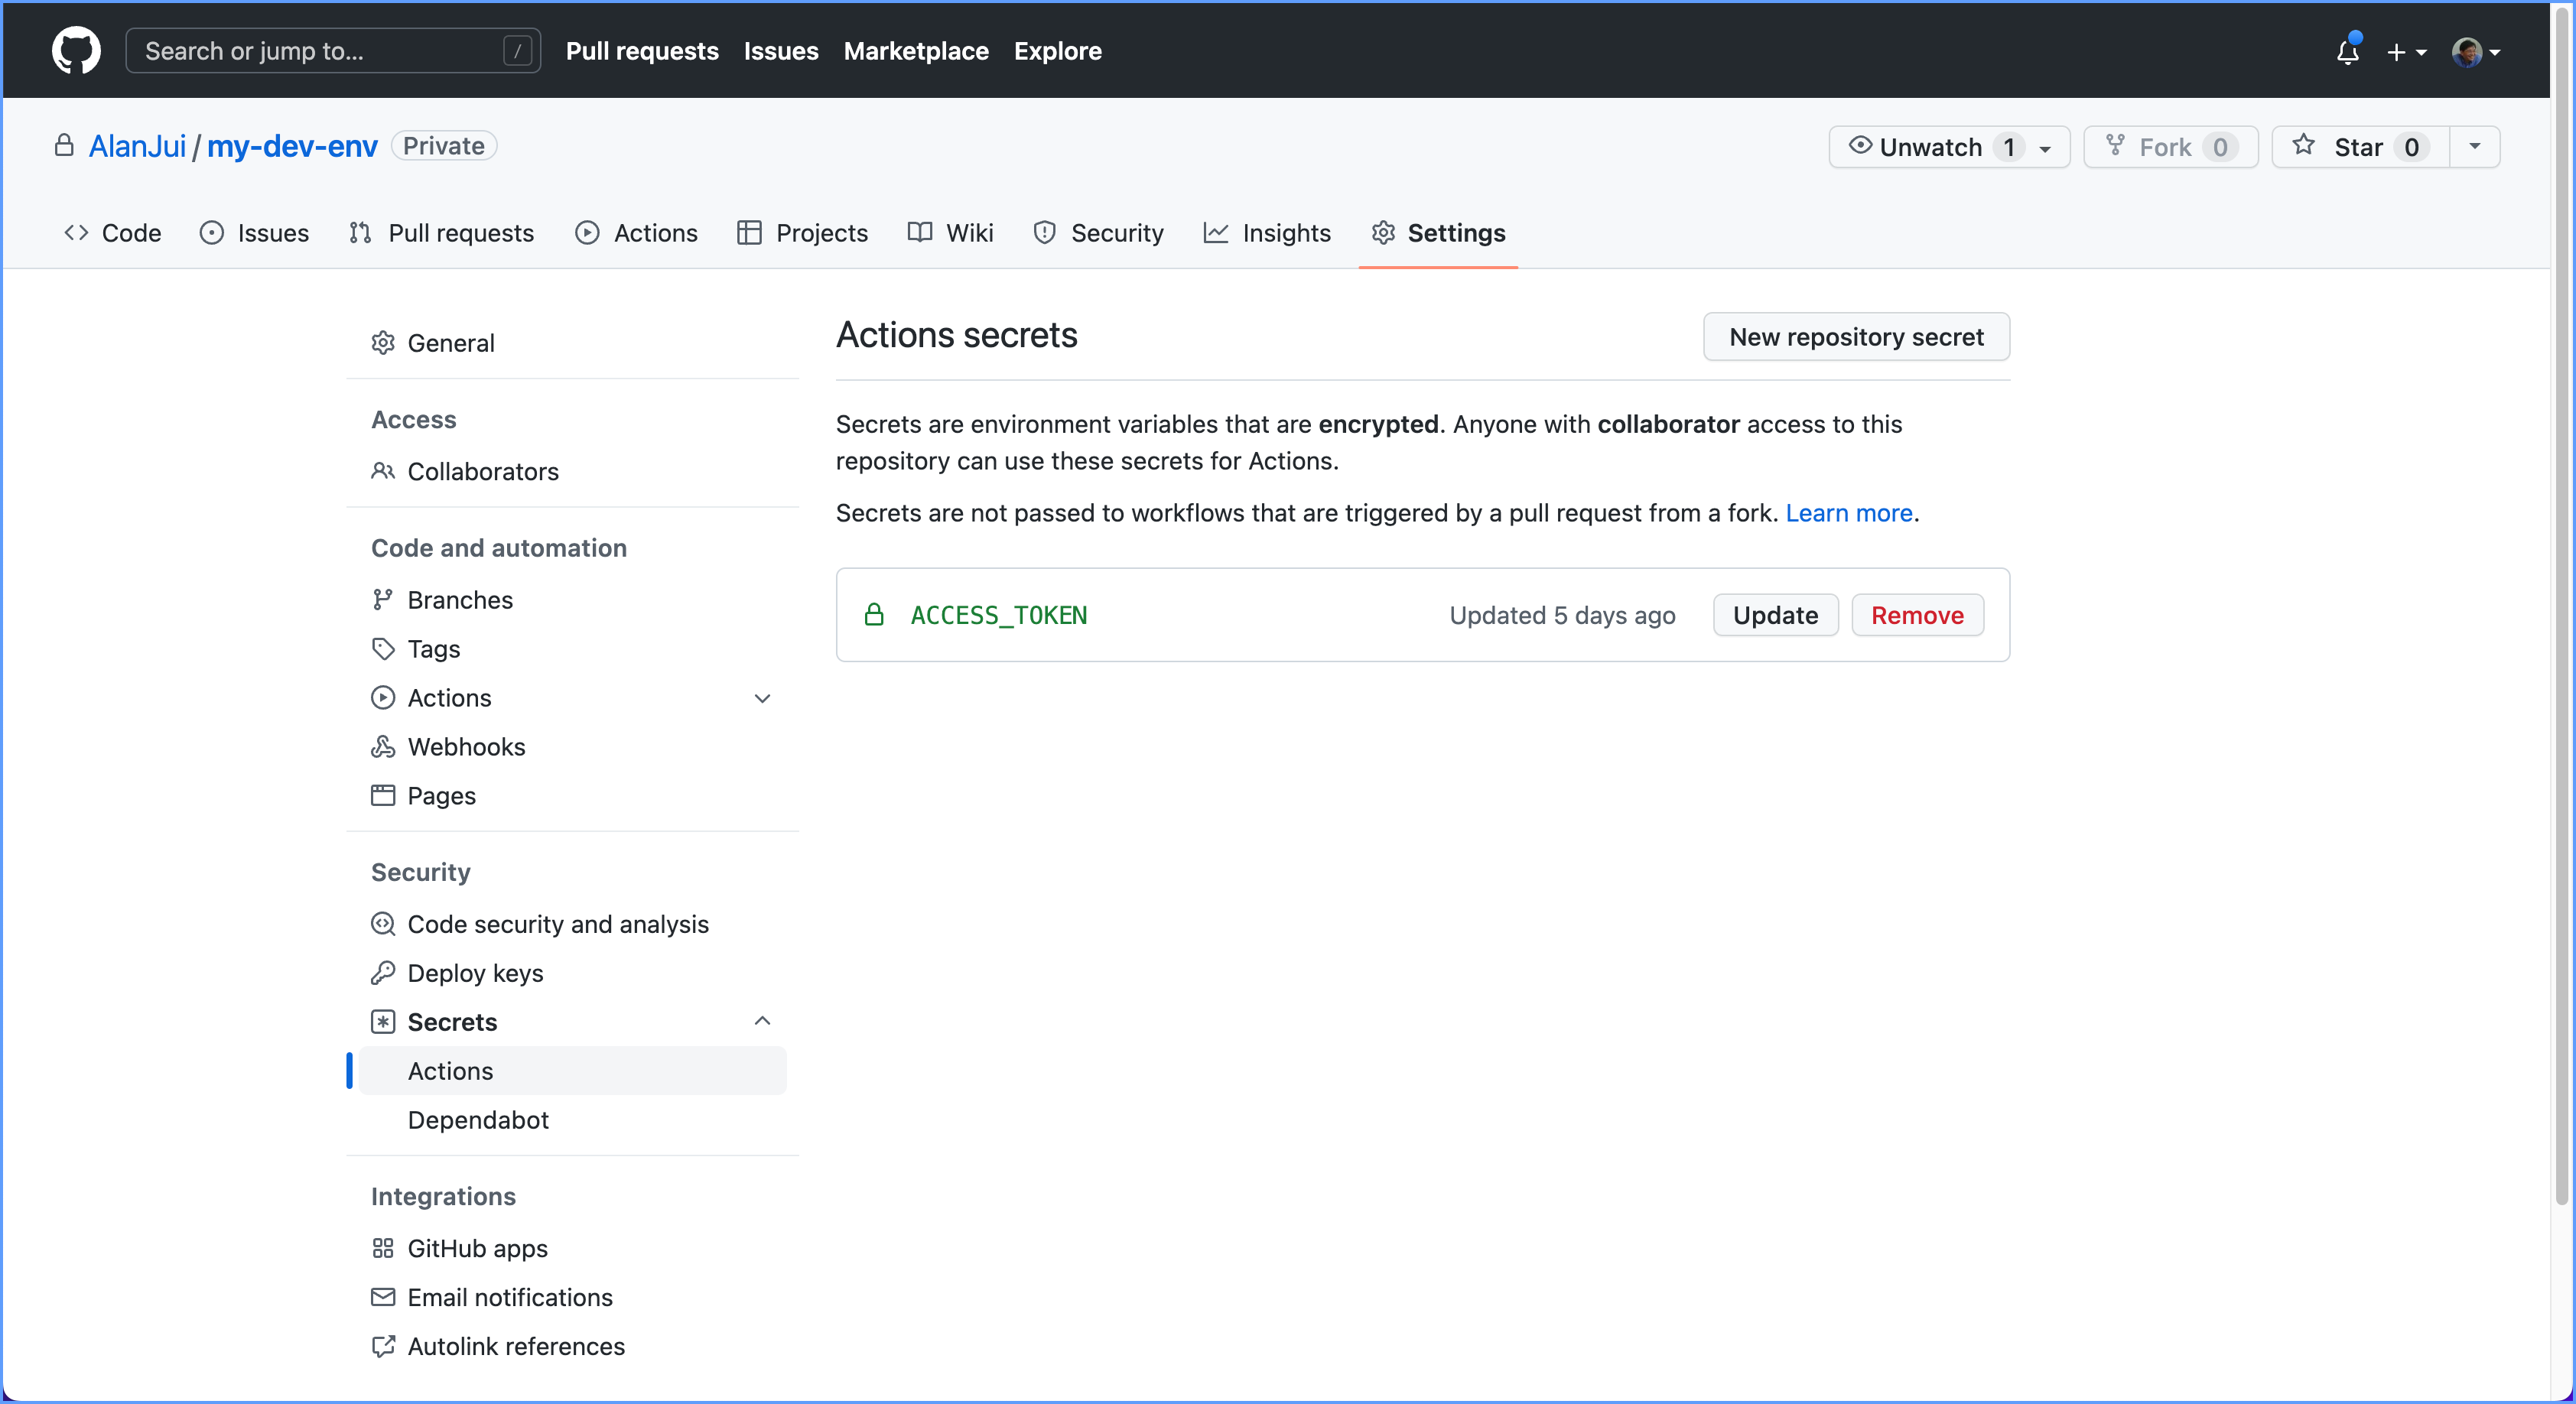 Search or jump to... /
Pull requests Issues Marketplace Explore
AlanJui / my-dev-env Private
Unwatch 1 Fork 0 Star 0
Code Issues Pull requests Actions Projects Wiki Security Insights Settings
General
Access
Collaborators
Code and automation
Branches
Tags
Actions
Webhooks
Pages
Security
Code security and analysis
Deploy keys
Secrets
Actions
Dependabot
Integrations
GitHub apps
Email notifications
Autolink references
Actions secrets
New repository secret
Secrets are environment variables that are encrypted. Anyone with collaborator access to this
repository can use these secrets for Actions.
Secrets are not passed to workflows that are triggered by a pull request from a fork. Learn more.
ACCESS_TOKEN Updated 5 days ago Update Remove